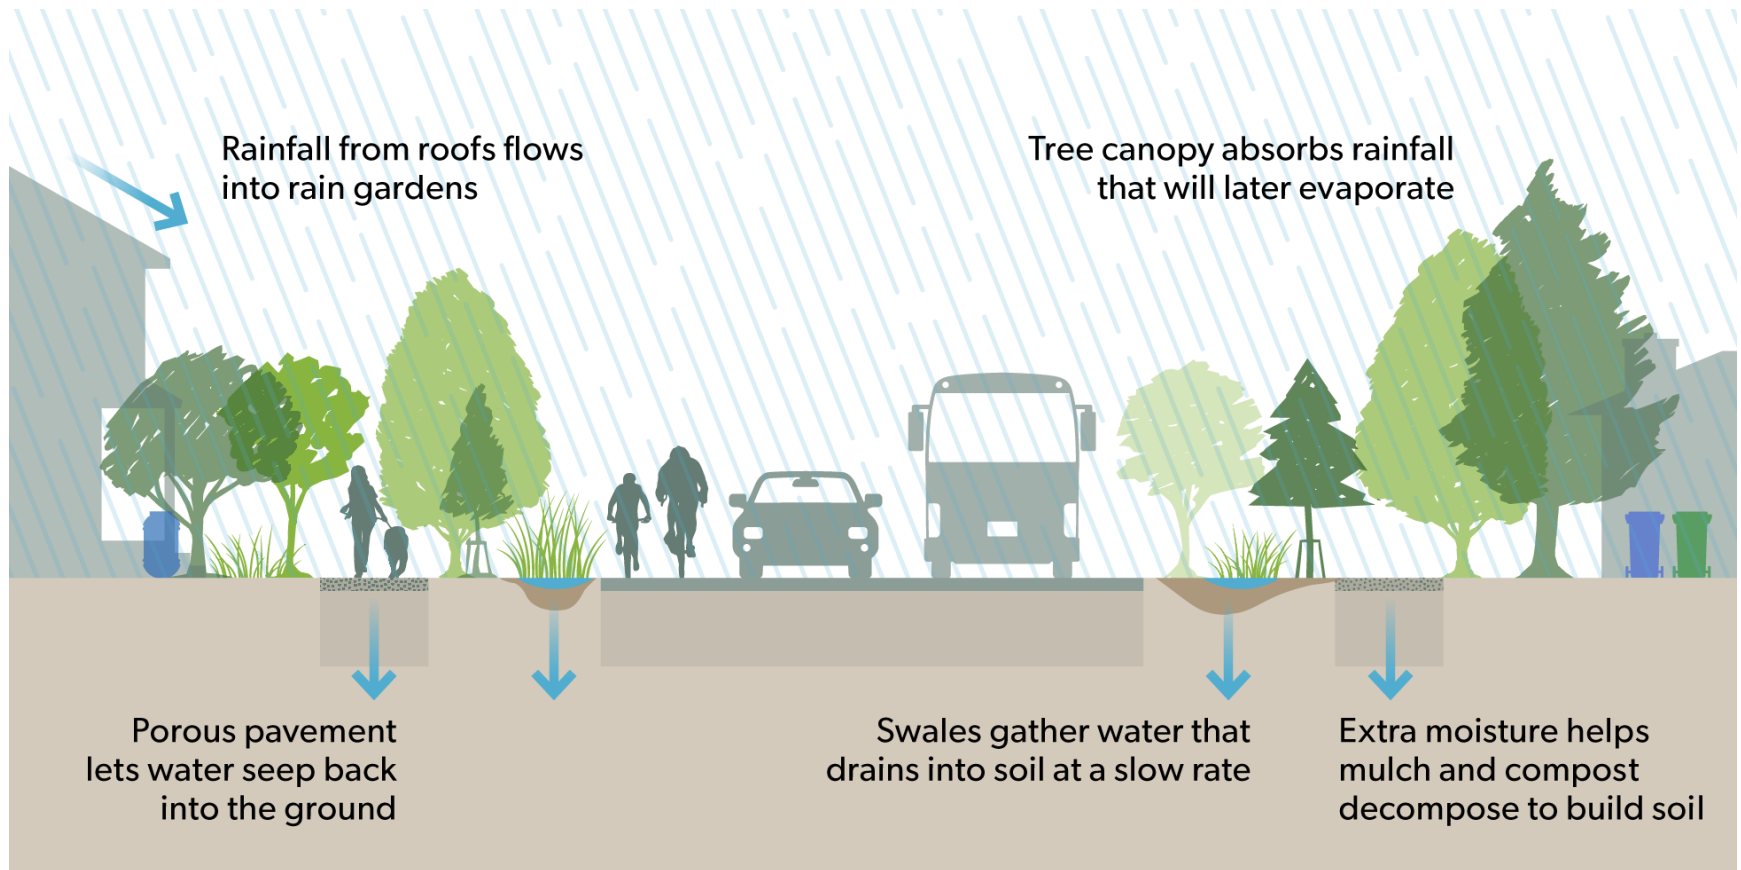 Rainfall from roofs flows
into rain gardens
Tree canopy absorbs rainfall
that will later evaporate
Porous pavement
lets water seep back
into the ground
Swales gather water that
drains into soil at a slow rate
Extra moisture helps
mulch and compost
decompose to build soil